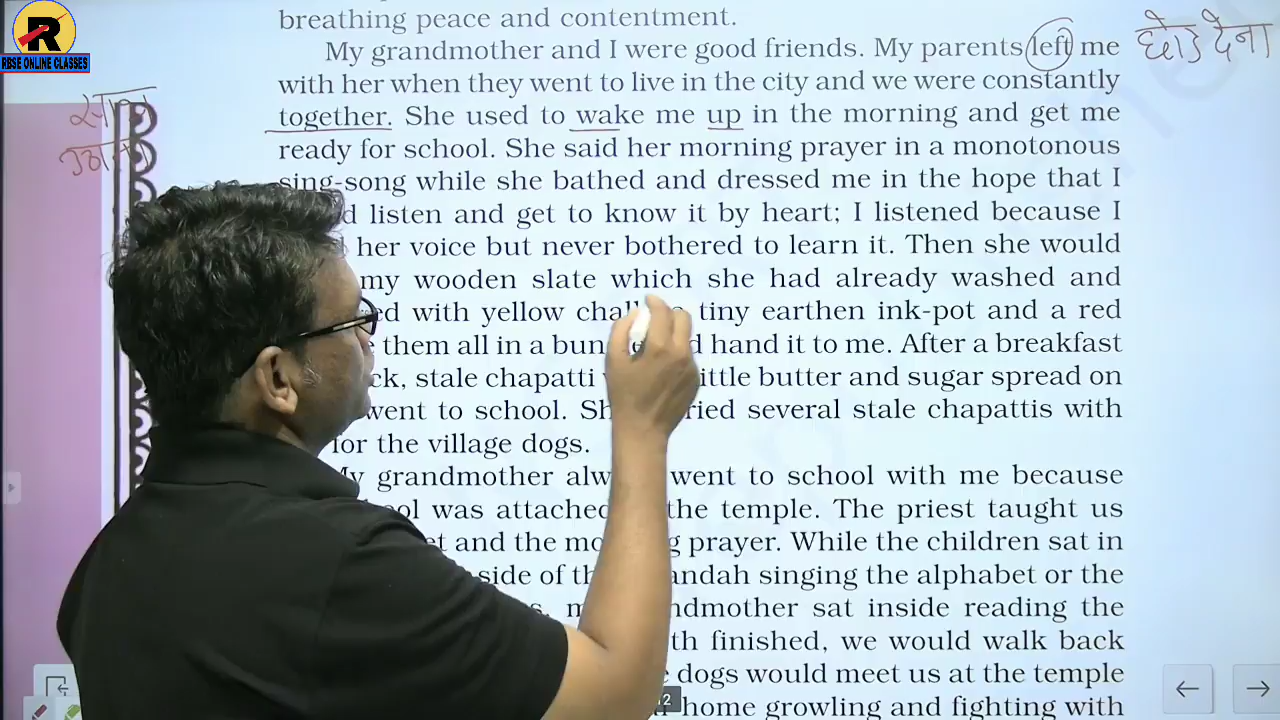 R
RBSE ONLINE CLASSES
breathing peace and contentment.
My grandmother and I were good friends. My parents left me
छोड़ देना
with her when they went to live in the city and we were constantly
together. She used to wake me up in the morning and get me
साथ
ready for school. She said her morning prayer in a monotonous
sing-song while she bathed and dressed me in the hope that I
listen and get to know it by heart; I listened because I
her voice but never bothered to learn it. Then she would
my wooden slate which she had already washed and
with yellow tiny earthen ink-pot and a red
them all in a hand it to me. After a breakfast
stale chapatti little butter and sugar spread on
went to school. She several stale chapattis with
for the village dogs.
My grandmother always went to school with me because
was attached the temple. The priest taught us
and the prayer. While the children sat in
side of singing the alphabet or the
sat inside reading the
finished, we would walk back
dogs would meet us at the temple
home growling and fighting with